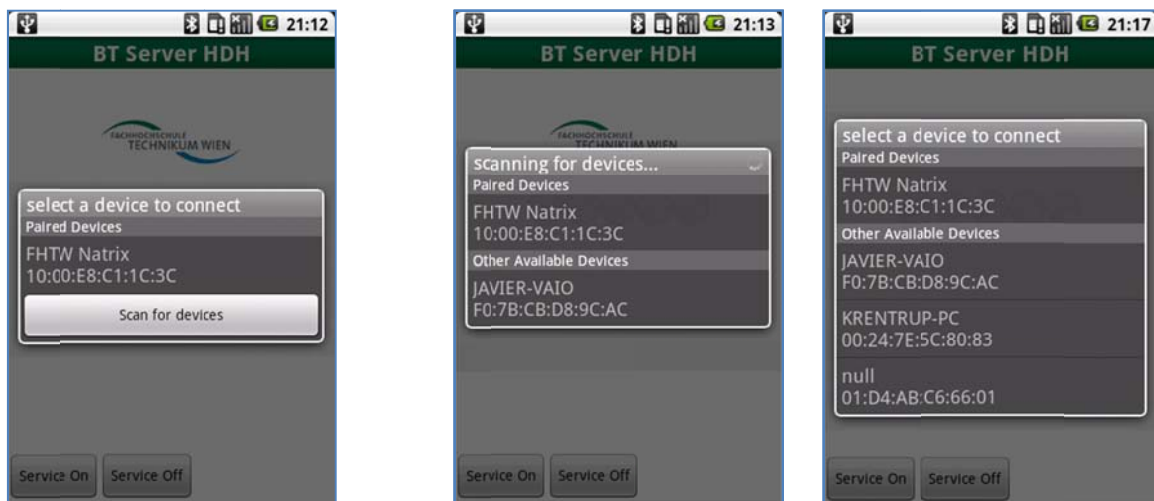 21:12
BT Server HDH
FACHHOCHSCHULE
TECHNIKUM WIEN
select a device to connect
Paired Devices
FHTW Natrix
10:00:E8:C1:1C:3C
Scan for devices
Service On
Service Off
21:13
BT Server HDH
FACHHOCHSCHULE
TECHNIKUM WIEN
scanning for devices...
Paired Devices
FHTW Natrix
10:00:E8:C1:1C:3C
Other Available Devices
JAVIER-VAIO
F0:7B:CB:D8:9C:AC
Service On
Service Off
21:17
BT Server HDH
select a device to connect
Paired Devices
FHTW Natrix
10:00:E8:C1:1C:3C
Other Available Devices
JAVIER-VAIO
F0:7B:CB:D8:9C:AC
KRENTRUP-PC
00:24:7E:5C:80:83
null
01:D4:AB:C6:66:01
Service On
Service Off